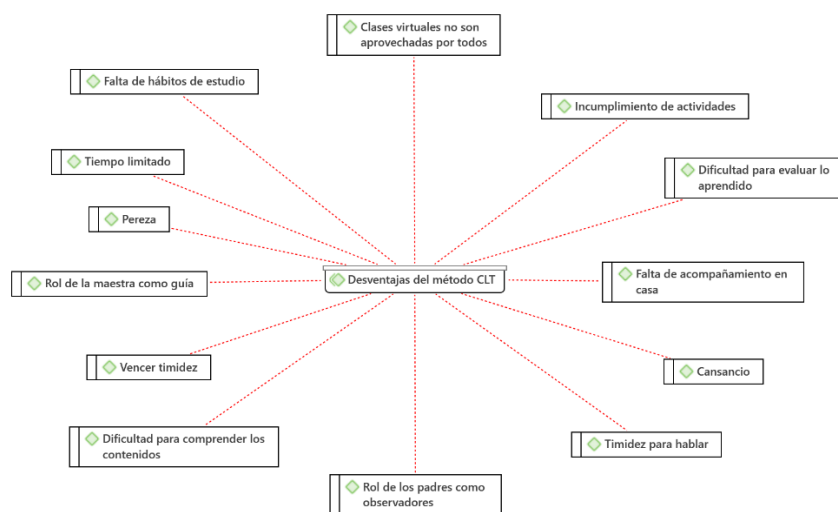 Clases virtuales no son
aprovechadas por todos
Falta de hábitos de estudio
Incumplimiento de actividades
Tiempo limitado
Dificultad para evaluar lo
aprendido
Pereza
Rol de la maestra como guía
Desventajas del método CLT
Falta de acompañamiento en
casa
Vencer timidez
Cansancio
Dificultad para comprender los
contenidos
Timidez para hablar
Rol de los padres como
observadores